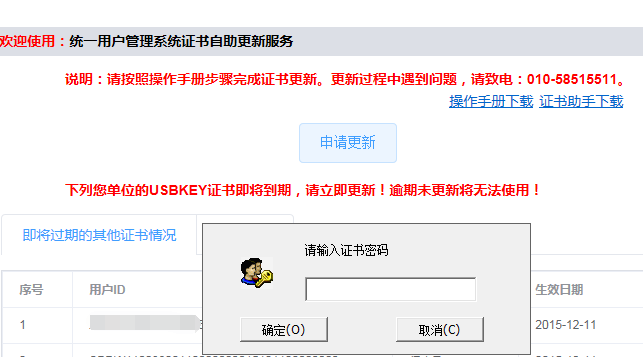 欢迎使用：统一用户管理系统证书自助更新服务
说明：请按照操作手册步骤完成证书更新。更新过程中遇到问题，请致电：010-58515511。
操作手册下载 证书助手下载
申请更新
下列您单位的USBKEY证书即将到期，请立即更新！逾期未更新将无法使用！
即将过期的其他证书情况
请输入证书密码
确定(O) 取消(C)
序号 用户ID 生效日期
1 2015-12-11